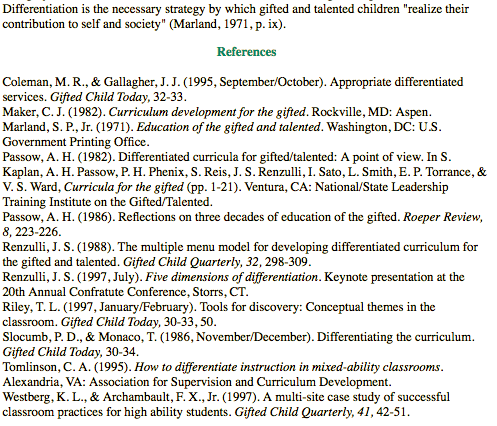 Differentiation is the necessary strategy by which gifted and talented children "realize their
contribution to self and society" (Marland, 1971, p. ix).
References
Coleman, M. R., & Gallagher, J. J. (1995, September/October). Appropriate differentiated
services. Gifted Child Today, 32-33.
Maker, C. J. (1982). Curriculum development for the gifted. Rockville, MD: Aspen.
Marland, S. P., Jr. (1971). Education of the gifted and talented. Washington, DC: U.S.
Government Printing Office.
Passow, A. H. (1982). Differentiated curricula for gifted/talented: A point of view. In S.
Kaplan, A. H. Passow, P. H. Phenix, S. Reis, J. S. Renzulli, I. Sato, L. Smith, E. P. Torrance, &
V. S. Ward, Curricula for the gifted (pp. 1-21). Ventura, CA: National/State Leadership
Training Institute on the Gifted/Talented.
Passow, A. H. (1986). Reflections on three decades of education of the gifted. Roeper Review,
8, 223-226.
Renzulli, J. S. (1988). The multiple menu model for developing differentiated curriculum for
the gifted and talented. Gifted Child Quarterly, 32, 298-309.
Renzulli, J. S. (1997, July). Five dimensions of differentiation. Keynote presentation at the
20th Annual Confratute Conference, Storrs, CT.
Riley, T. L. (1997, January/February). Tools for discovery: Conceptual themes in the
classroom. Gifted Child Today, 30-33, 50.
Slocumb, P. D., & Monaco, T. (1986, November/December). Differentiating the curriculum.
Gifted Child Today, 30-34.
Tomlinson, C. A. (1995). How to differentiate instruction in mixed-ability classrooms.
Alexandria, VA: Association for Supervision and Curriculum Development.
Westberg, K. L., & Archambault, F. X., Jr. (1997). A multi-site case study of successful
classroom practices for high ability students. Gifted Child Quarterly, 41, 42-51.